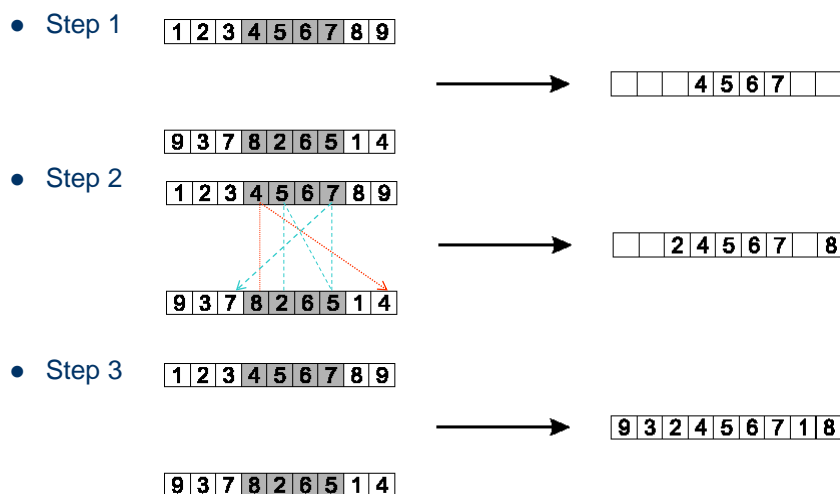 ● Step 1
1 2 3 4 5 6 7 8 9
4 5 6 7
9 3 7 8 2 6 5 1 4
● Step 2
1 2 3 4 5 6 7 8 9
2 4 5 6 7 8
9 3 7 8 2 6 5 1 4
● Step 3
1 2 3 4 5 6 7 8 9
9 3 2 4 5 6 7 1 8
9 3 7 8 2 6 5 1 4